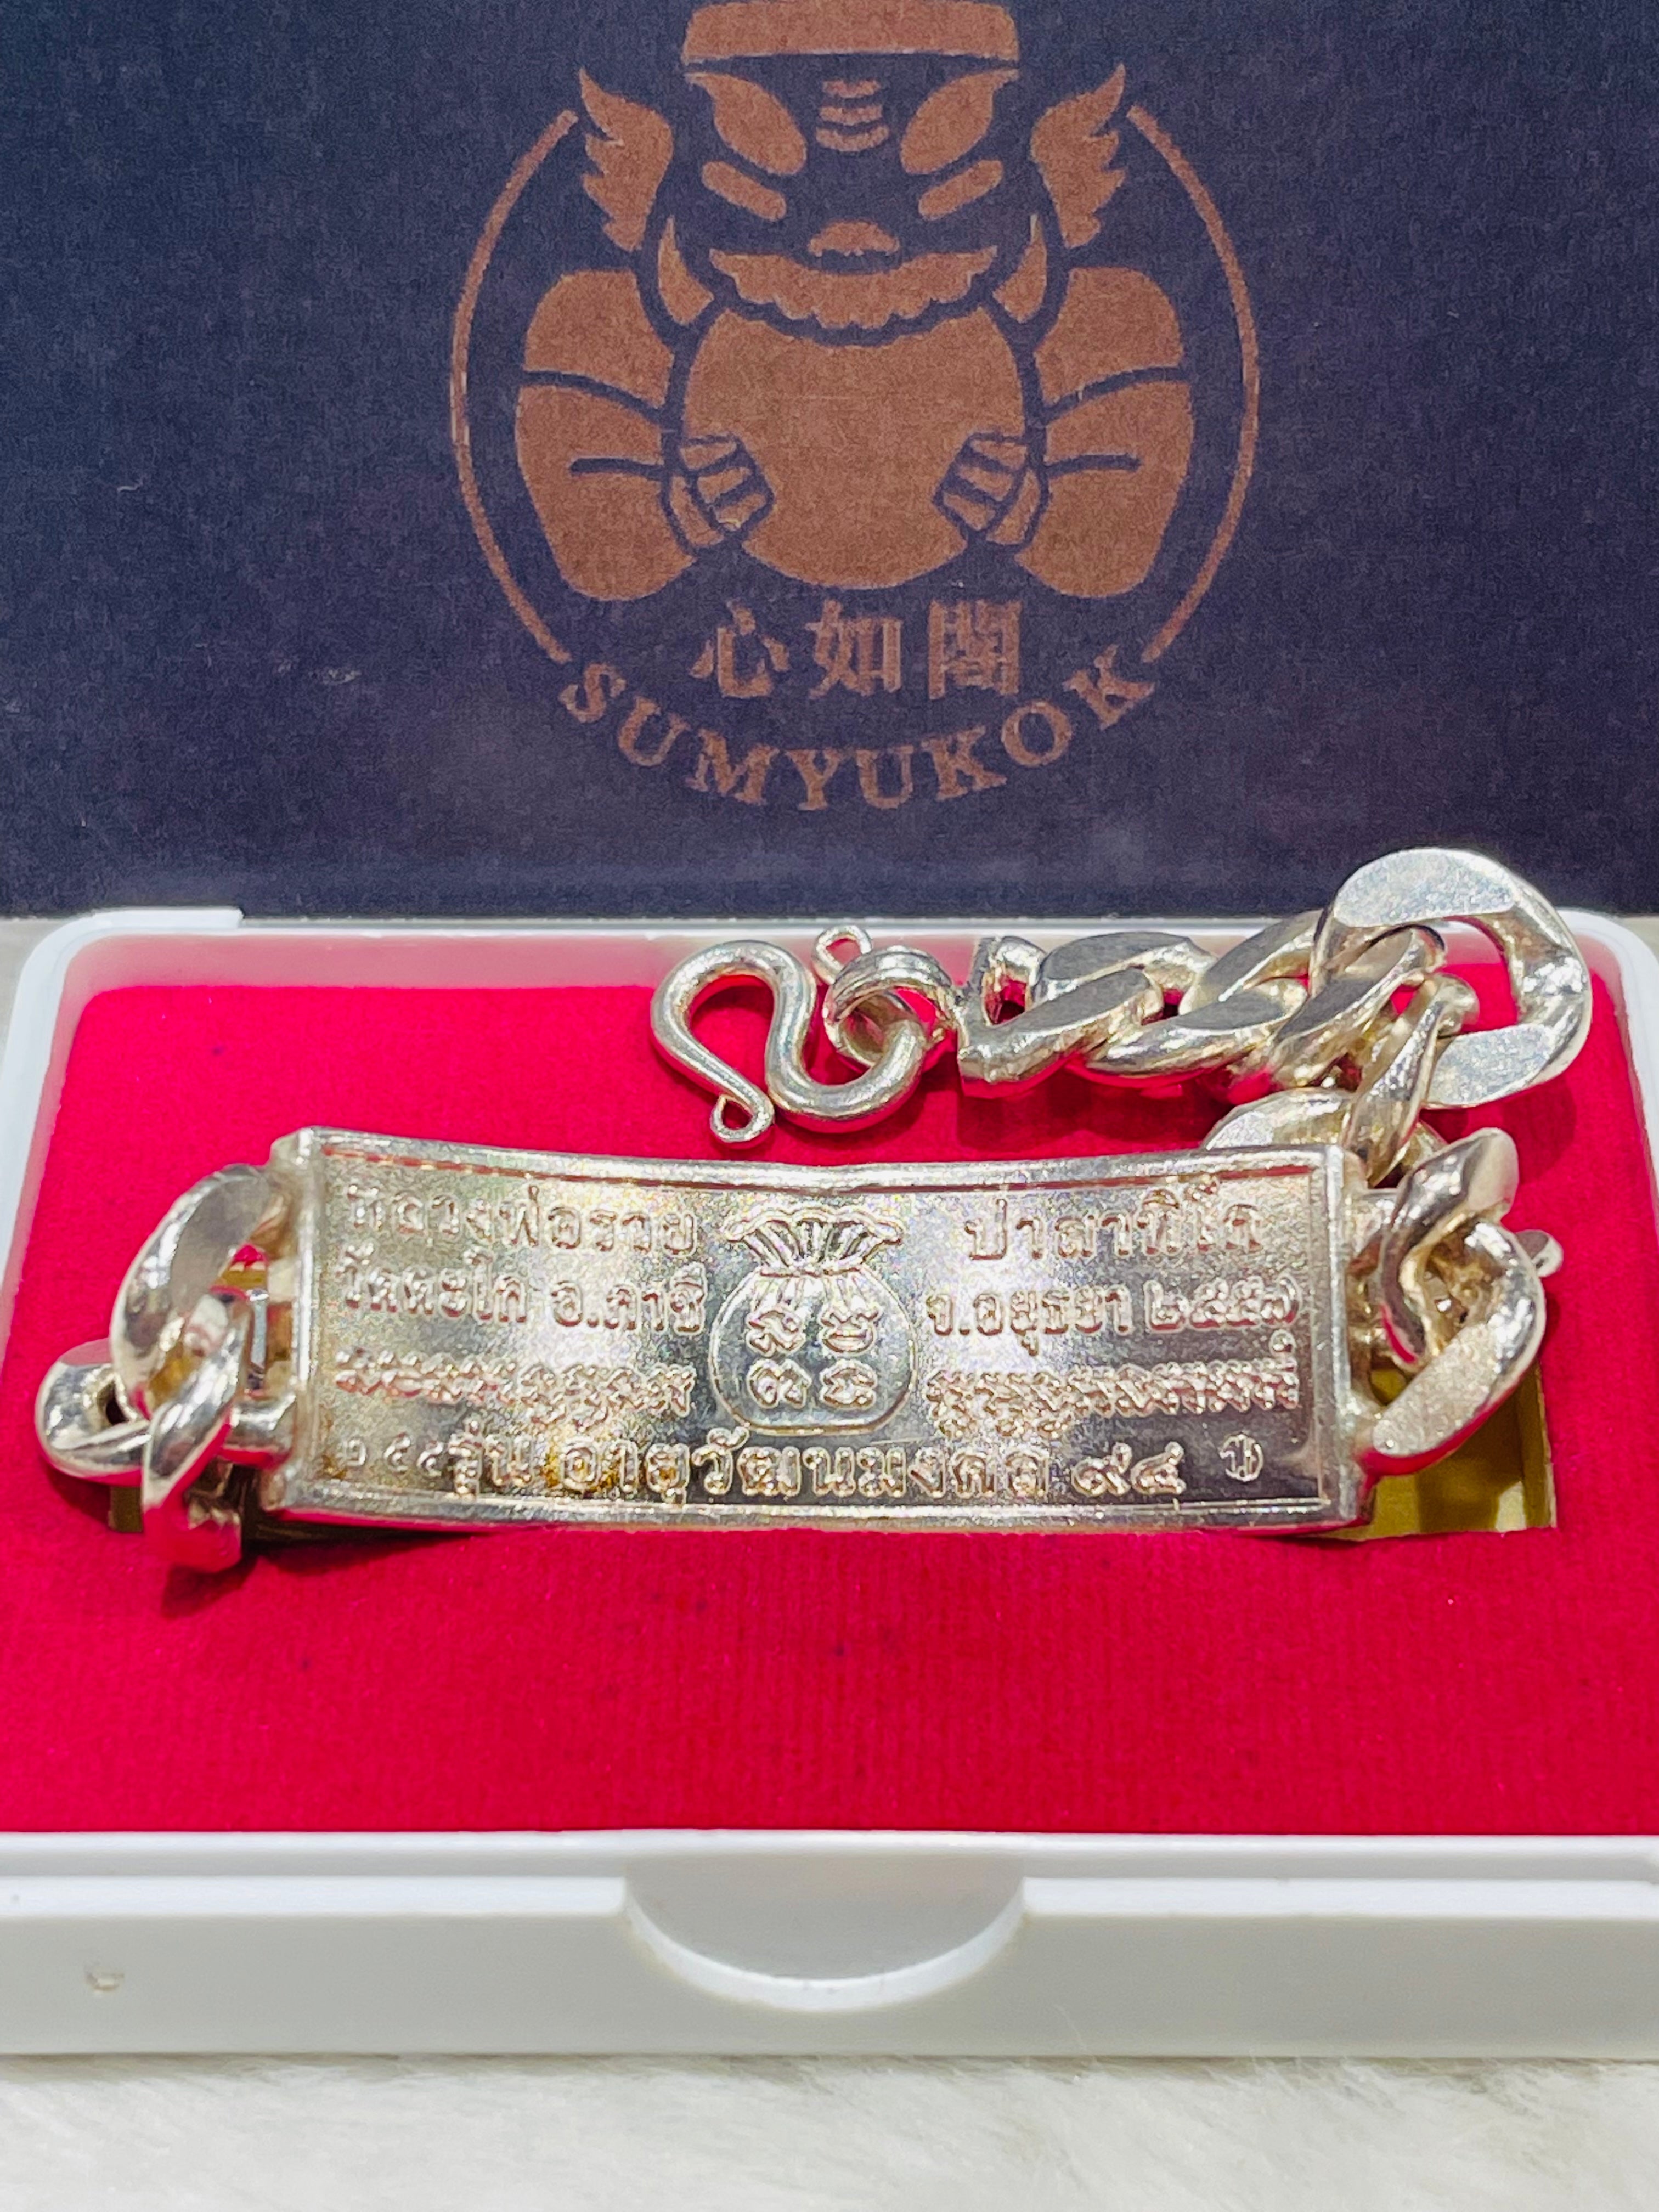 心如閣
SUMYUKOK
หลวงพ่อรวย ปาสาทิโก
วัดตะโก อ.ภาชี จ.อยุธยา ๒๕๕๗
รุ่น อายุวัฒนมงคล ๙๔